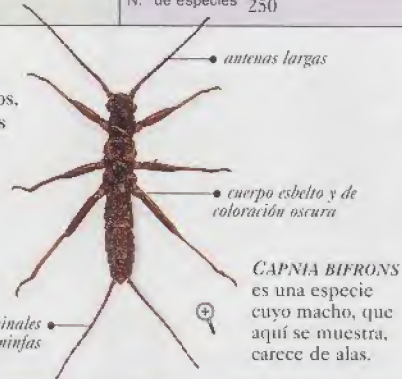 N.º de especies 250
antenas largas
cuerpo esbelto y de
coloración oscura
CAPNIA BIFRONS
es una especie
cuyo macho, que
aquí se muestra,
carece de alas.
ninfas